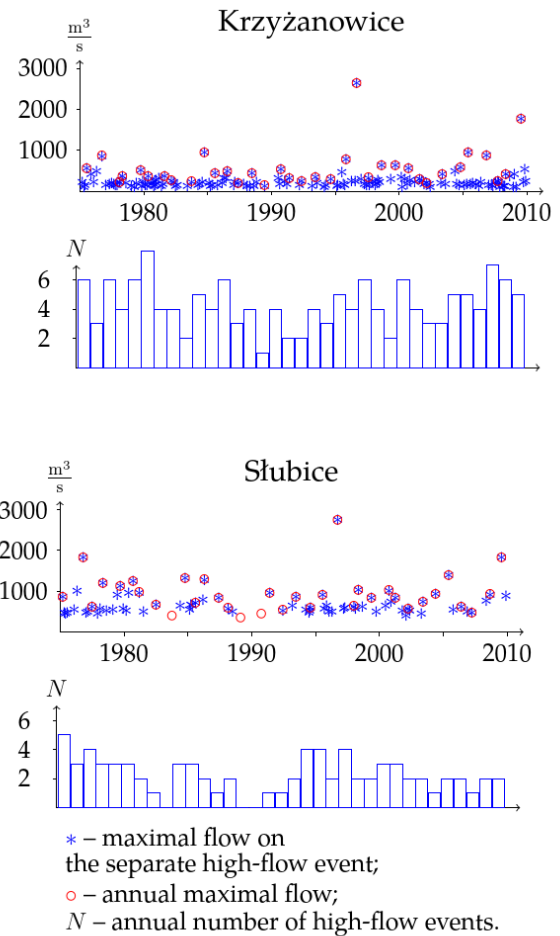 Krzyżanowice
m³
s
3000
2000
1000
1980 1990 2000 2010
N
6
4
2
Słubice
m³
s
3000
2000
1000
1980 1990 2000 2010
N
6
4
2
* – maximal flow on
the separate high-flow event;
○ – annual maximal flow;
N – annual number of high-flow events.